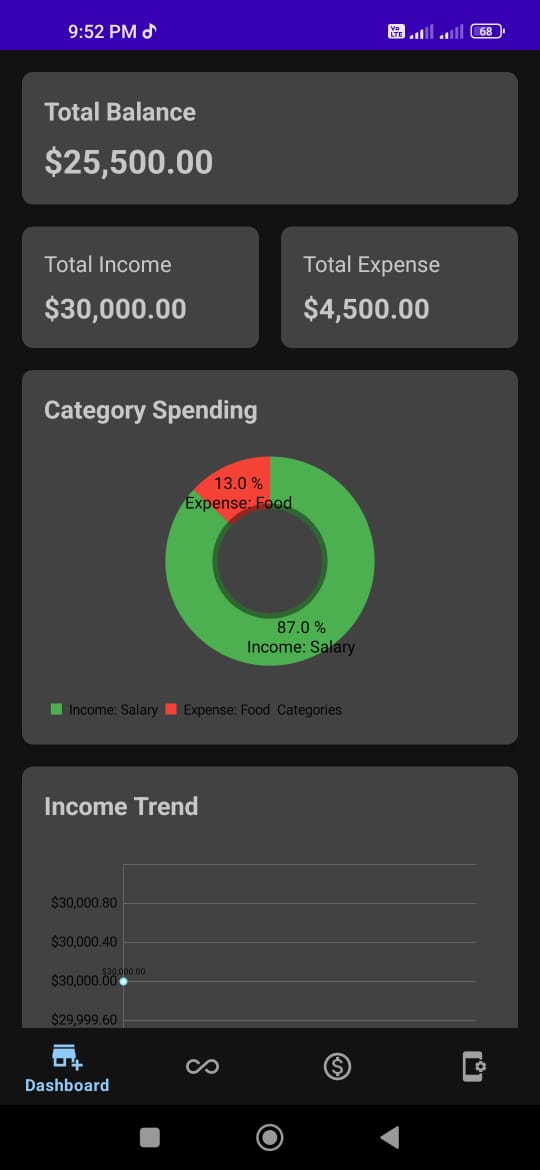 9:52 PM
Vo LTE
68
Total Balance
$25,500.00
Total Income
Total Expense
$30,000.00
$4,500.00
Category Spending
13.0 %
Expense: Food
87.0 %
Income: Salary
Income: Salary Expense: Food Categories
Income Trend
$30,000.80
$30,000.40
$30,000.00
$30,000.00
$29,999.60
Dashboard